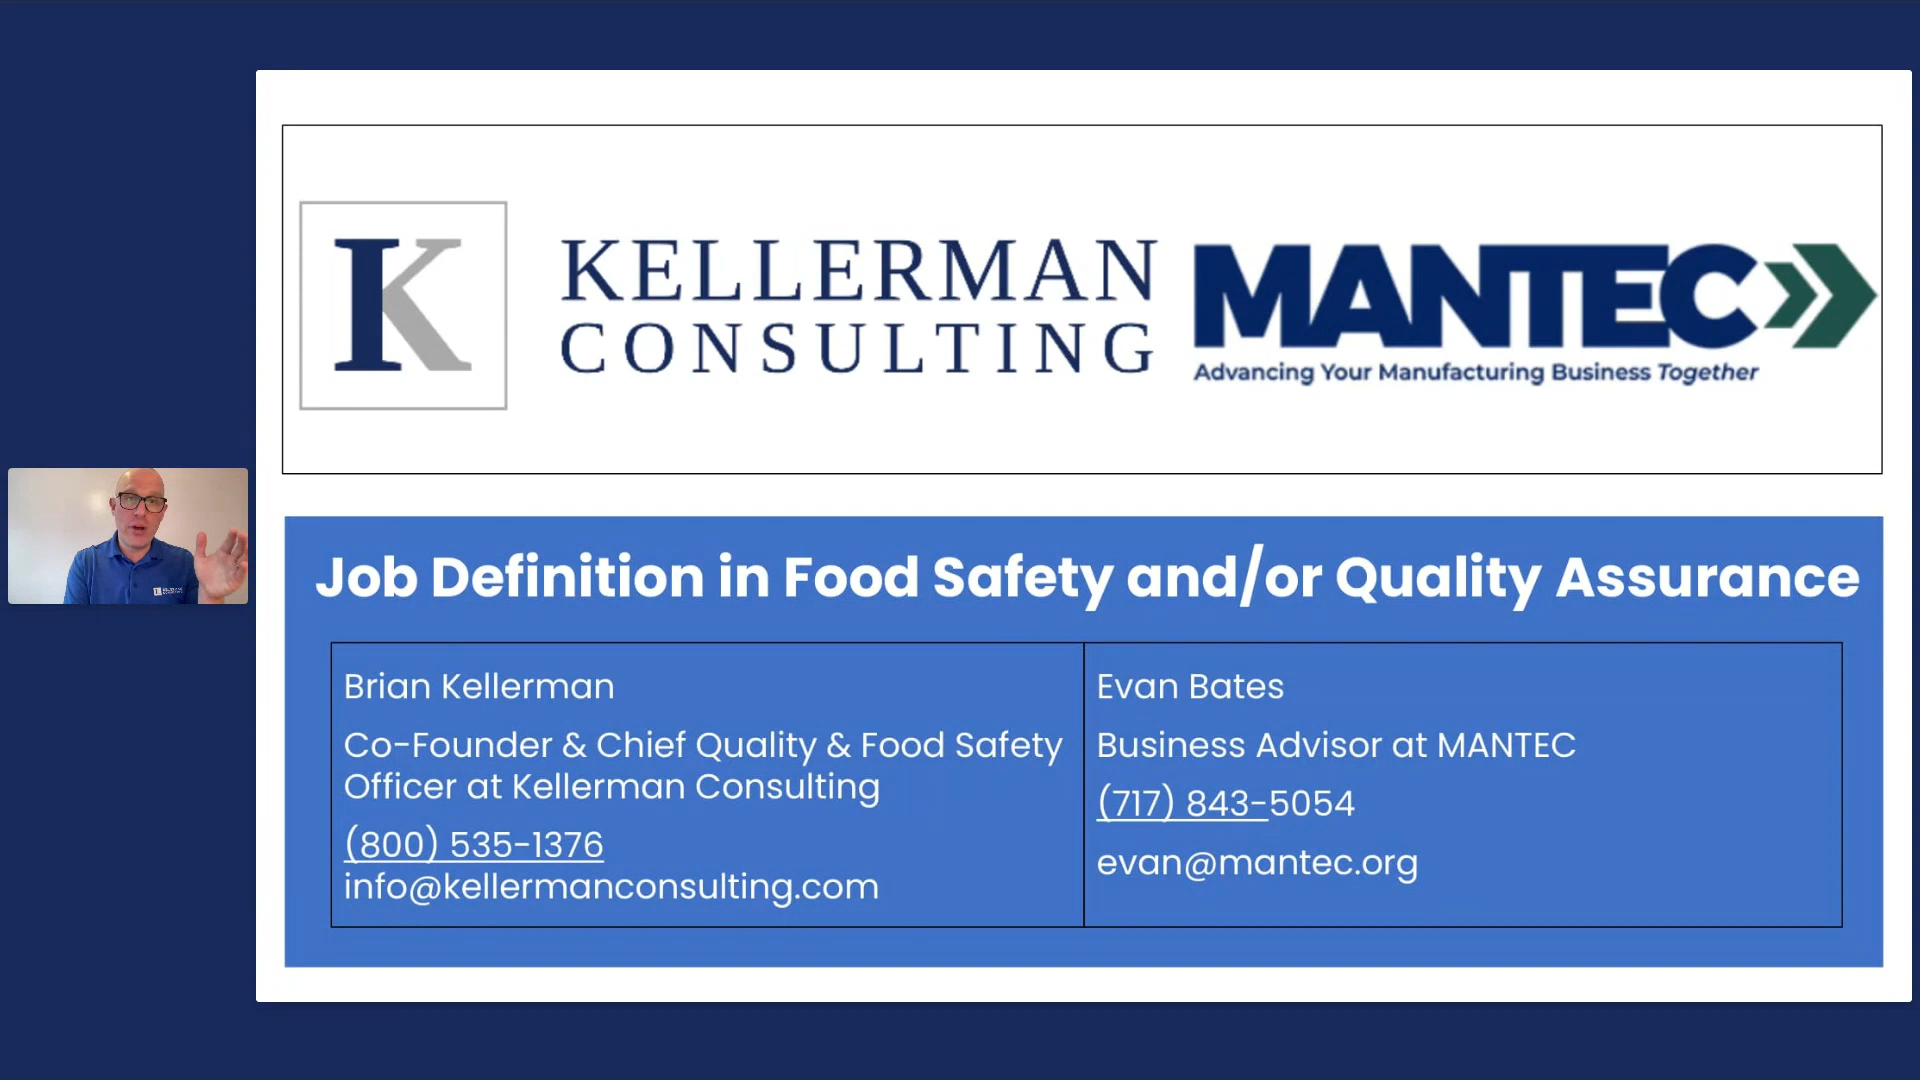 K
KELLERMAN
CONSULTING
MANTEC
Advancing Your Manufacturing Business Together
Job Definition in Food Safety and/or Quality Assurance
Brian Kellerman
Co-Founder & Chief Quality & Food Safety
Officer at Kellerman Consulting
(800) 535-1376
info@kellermanconsulting.com
Evan Bates
Business Advisor at MANTEC
(717) 843-5054
evan@mantec.org